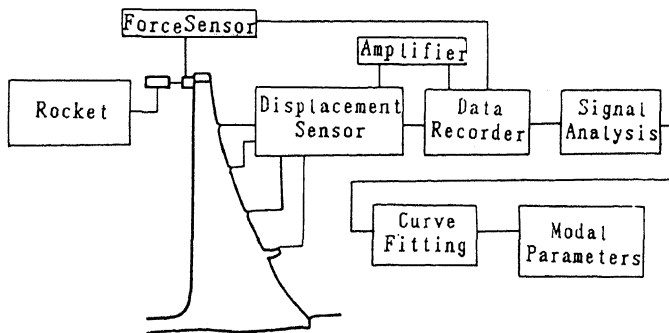 ForceSensor
Amplifier
Rocket
Displacement
Sensor
Data
Recorder
Signal
Analysis
Curve
Fitting
Modal
Parameters